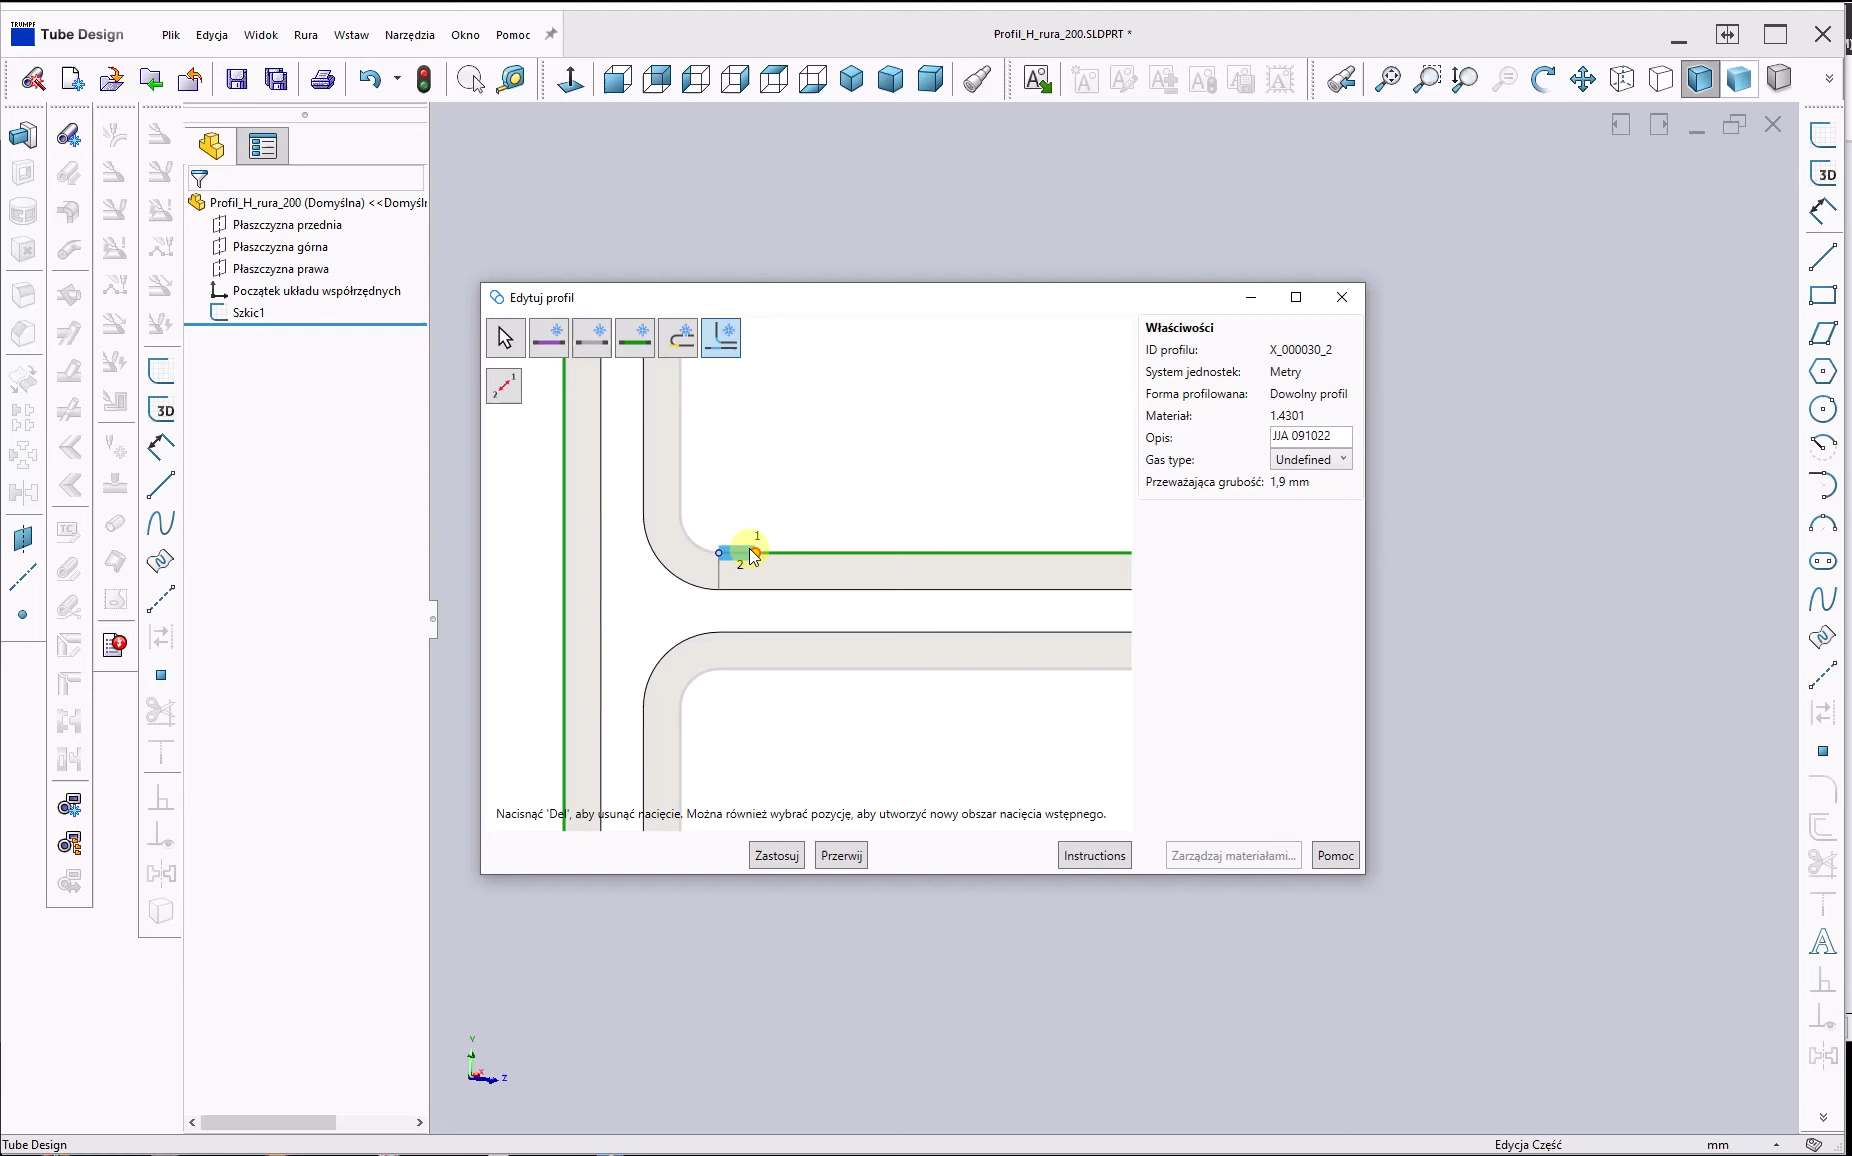 TRUMPF
Tube Design
Plik
Edycja
Widok
Rura
Wstaw
Narzędzia
Okno
Pomoc
Profil_H_rura_200.SLDPRT *
3D
TC
3D
Profil_H_rura_200 (Domyślna) <<Domyśl
Płaszczyzna przednia
Płaszczyzna górna
Płaszczyzna prawa
Początek układu współrzędnych
Szkic1
Edytuj profil
1
2
1
2
Nacisnąć 'Del', aby usunąć nacięcie. Można również wybrać pozycję, aby utworzyć nowy obszar nacięcia wstępnego.
Właściwości
ID profilu: X_000030_2
System jednostek: Metry
Forma profilowana: Dowolny profil
Materiał: 1.4301
Opis: JJA 091022
Gas type: Undefined
Przeważająca grubość: 1,9 mm
Zastosuj
Przerwij
Instructions
Zarządzaj materiałami...
Pomoc
Y
X
Z
Tube Design
Edycja Część
mm